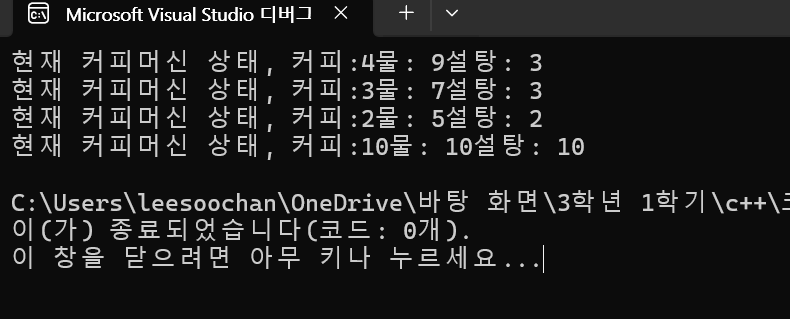 Microsoft Visual Studio 디버그
현재 커피머신 상태, 커피:4물: 9설탕: 3
현재 커피머신 상태, 커피:3물: 7설탕: 3
현재 커피머신 상태, 커피:2물: 5설탕: 2
현재 커피머신 상태, 커피:10물: 10설탕: 10
C:\Users\leesoochan\OneDrive\바탕 화면\3학년 1학기\c++\
이(가) 종료되었습니다(코드: 0개).
이 창을 닫으려면 아무 키나 누르세요...